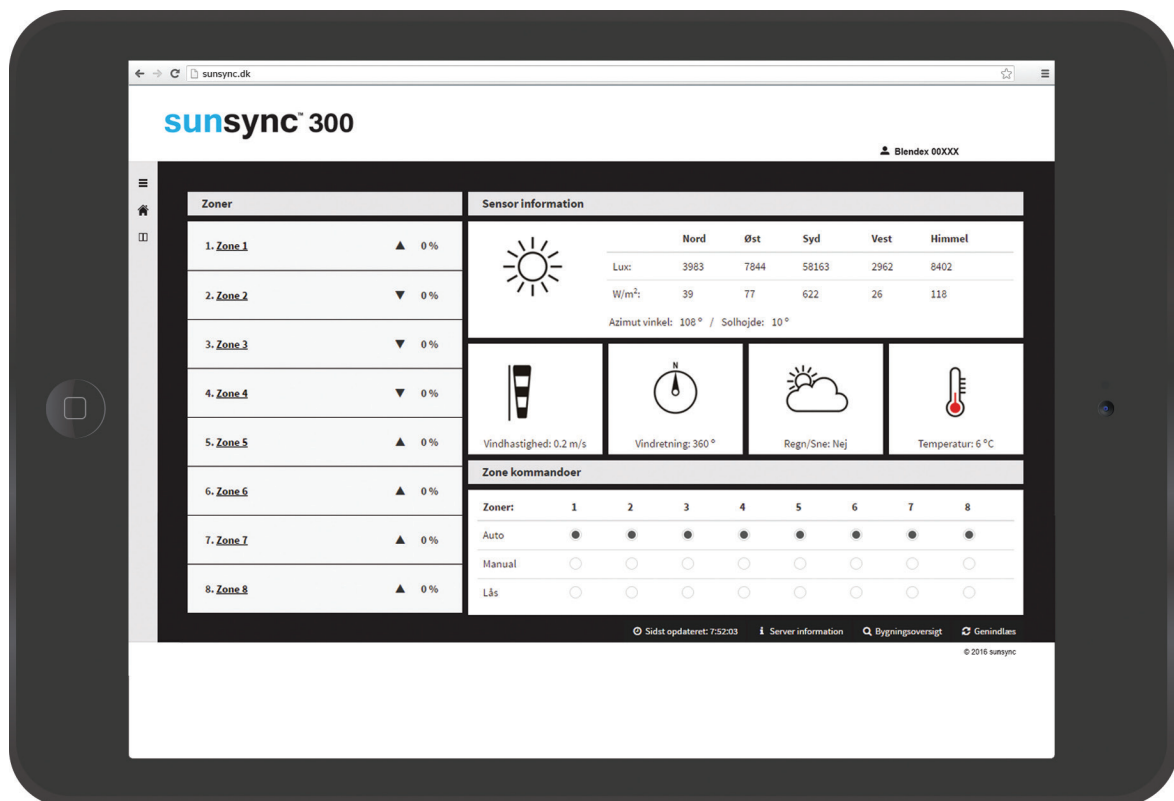 sunsync.dk
sunsync™ 300
Blendex 00XXX
Zoner
1. Zone 1 ▲ 0 %
2. Zone 2 ▼ 0 %
3. Zone 3 ▼ 0 %
4. Zone 4 ▼ 0 %
5. Zone 5 ▲ 0 %
6. Zone 6 ▲ 0 %
7. Zone 7 ▲ 0 %
8. Zone 8 ▲ 0 %
Sensor information
Nord Øst Syd Vest Himmel
Lux: 3983 7844 58163 2962 8402
W/m²: 39 77 622 26 118
Azimut vinkel: 108 ° / Solhøjde: 10 °
Vindhastighed: 0.2 m/s
N
Vindretning: 360 °
Regn/Sne: Nej
Temperatur: 6 °C
Zone kommandoer
Zoner: 1 2 3 4 5 6 7 8
Auto
Manual
Lås
Sidst opdateret: 7:52:03 i Server information Bygningsoversigt Genindlæs
© 2016 sunsync